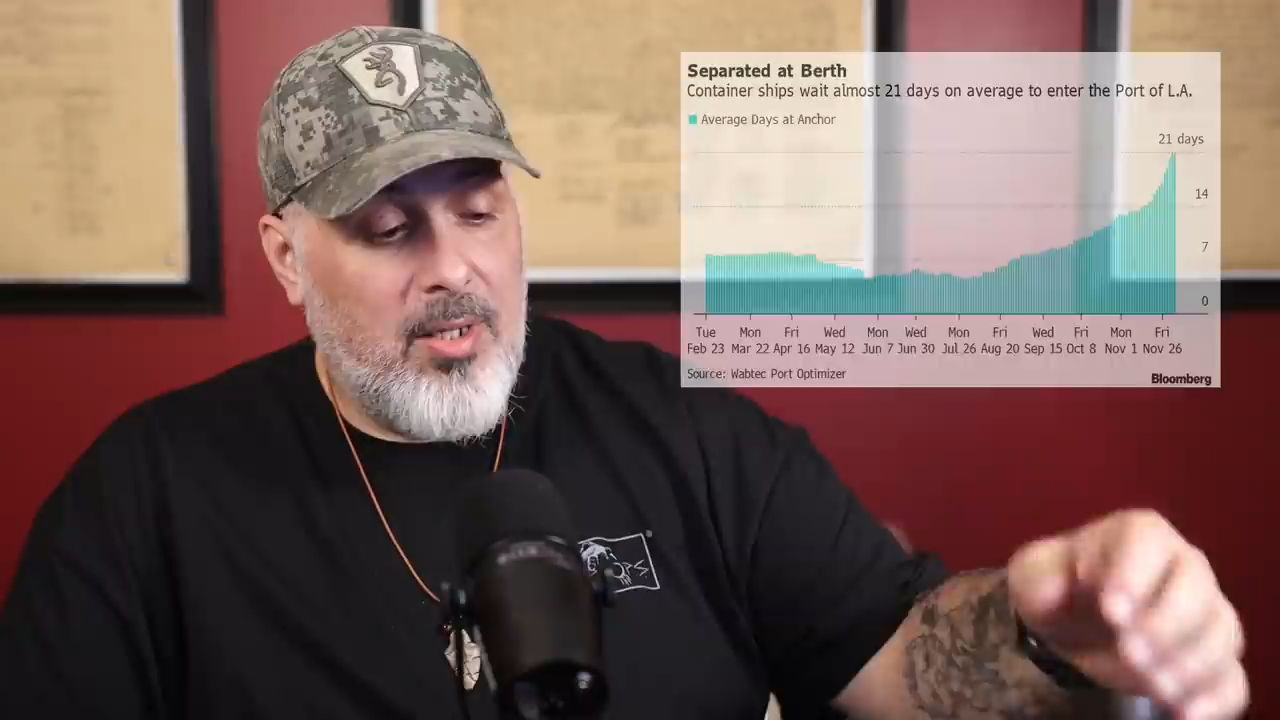 Separated at Berth
Container ships wait almost 21 days on average to enter the Port of L.A.
Average Days at Anchor
21 days
14
7
0
Tue Mon Fri Wed Mon Wed Mon Fri Wed Fri Mon Fri
Feb 23 Mar 22 Apr 16 May 12 Jun 7 Jun 30 Jul 26 Aug 20 Sep 15 Oct 8 Nov 1 Nov 26
Source: Wabtec Port Optimizer
Bloomberg